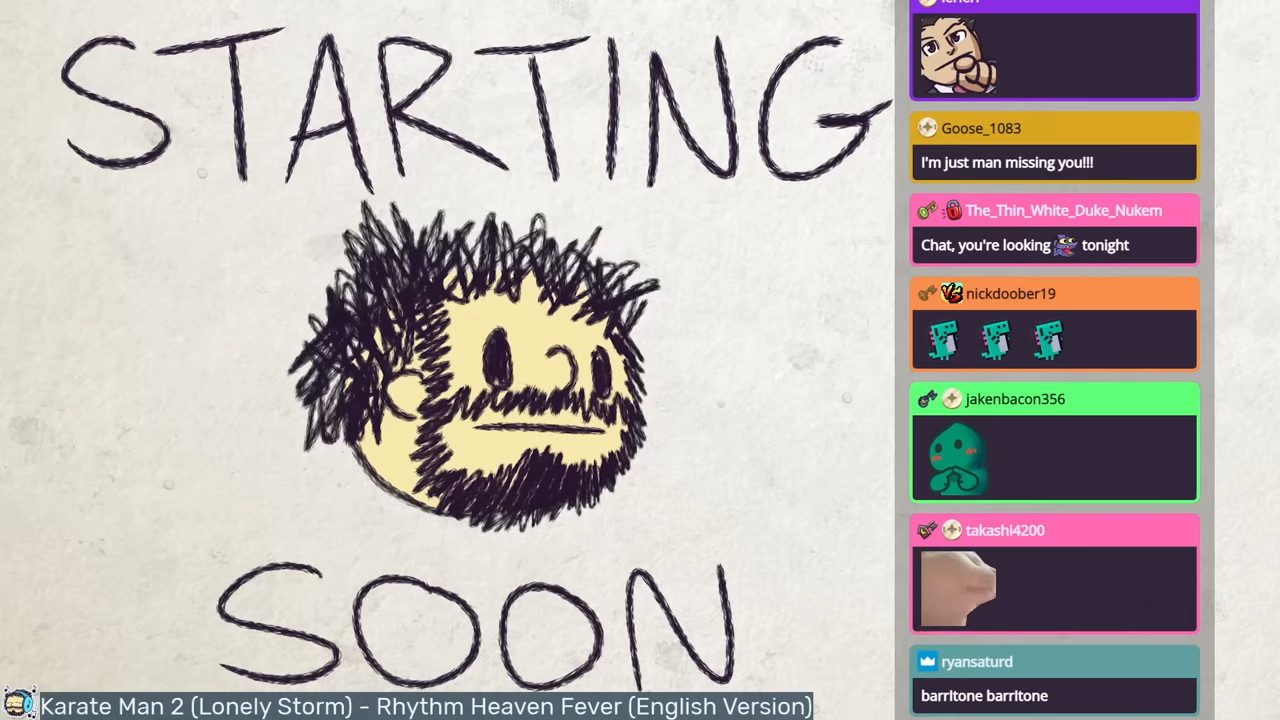 STARTING
SOON
Karate Man 2 (Lonely Storm) - Rhythm Heaven Fever (English Version)
Goose_1083
I'm just man missing you!!!
The_Thin_White_Duke_Nukem
Chat, you're looking tonight
nickdoober19
jakenbacon356
takashi4200
ryansaturd
barrItone barrItone